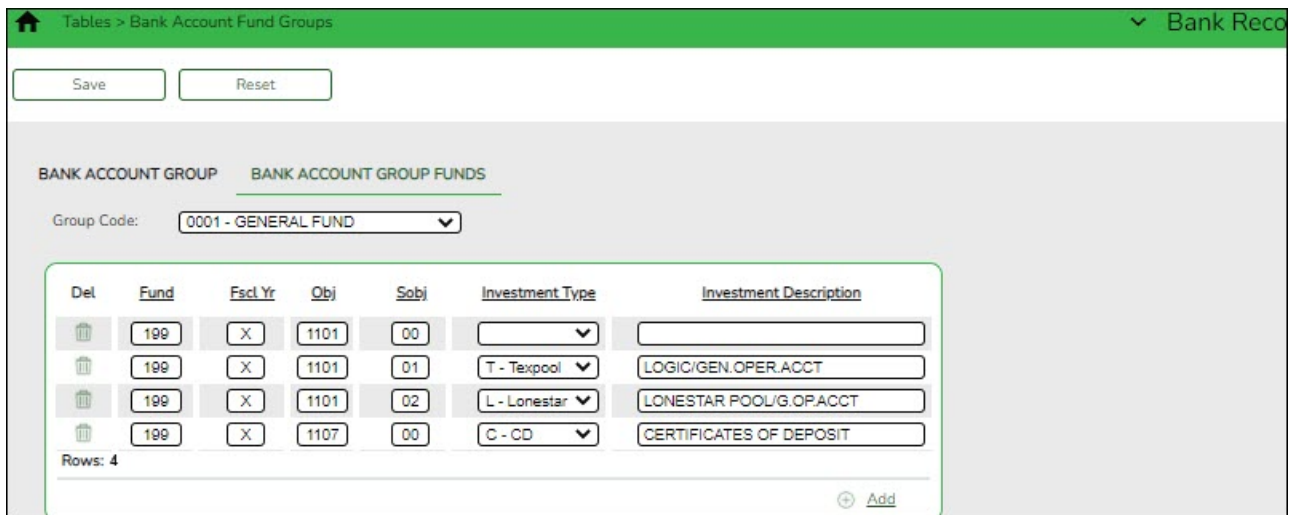 Tables > Bank Account Fund Groups Bank Reco
Save Reset
BANK ACCOUNT GROUP BANK ACCOUNT GROUP FUNDS
Group Code: 0001 - GENERAL FUND
Del Fund Fscl Yr Obj Sobj Investment Type Investment Description
199 X 1101 00
199 X 1101 01 T - Texpool LOGIC/GEN.OPER.ACCT
199 X 1101 02 L - Lonestar LONESTAR POOL/G.OP.ACCT
199 X 1107 00 C - CD CERTIFICATES OF DEPOSIT
Rows: 4
Add